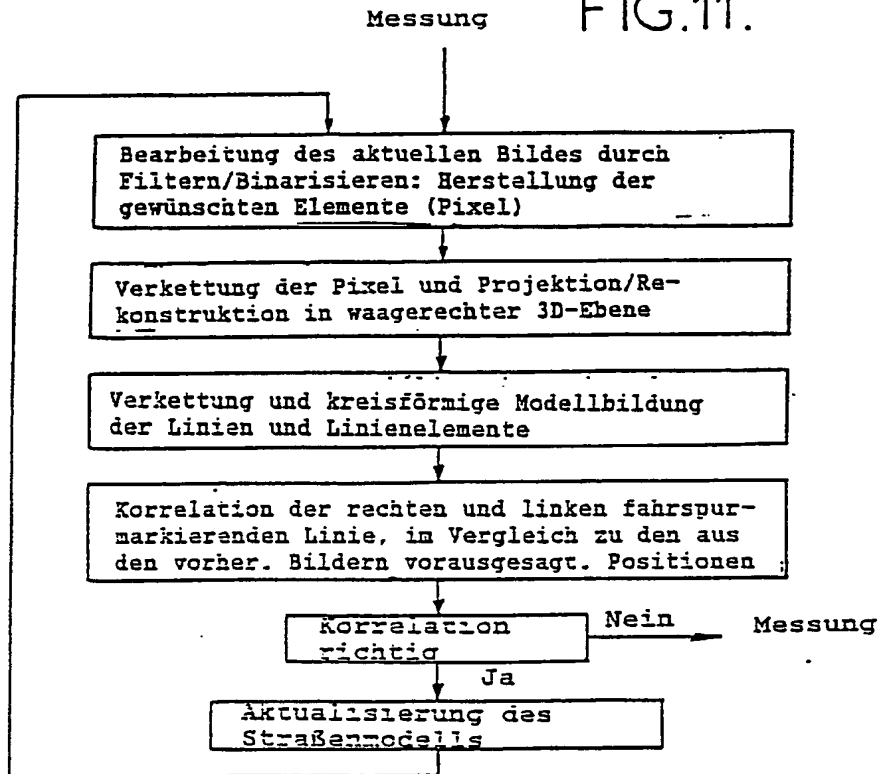 Messung
FIG.11.
Bearbeitung des aktuellen Bildes durch
Filtern/Binarisieren: Herstellung der
gewünschten Elemente (Pixel)
Verkettung der Pixel und Projektion/Re-
konstruktion in waagerechter 3D-Ebene
Verkettung und kreisförmige Modellbildung
der Linien und Linienelemente
Korrelation der rechten und linken fahrspur-
markierenden Linie, im Vergleich zu den aus
den vorher. Bildern vorausgesagt. Positionen
Korrelation
richtig
Nein
Messung
Ja
Aktualisierung des
Straßenmodells